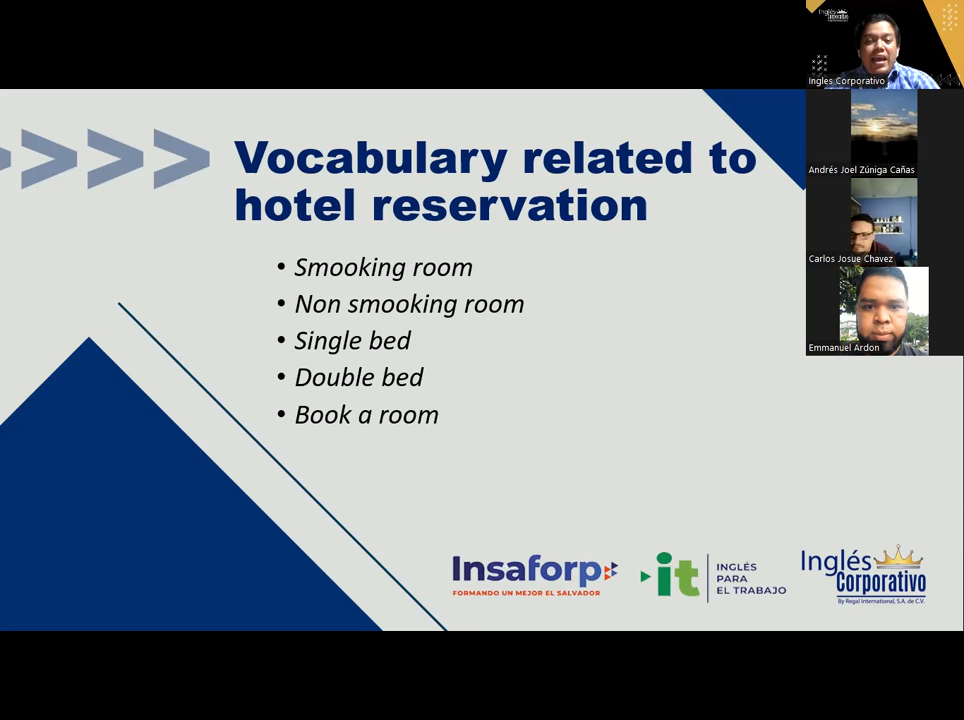 Vocabulary related to
hotel reservation
• Smooking room
• Non smooking room
• Single bed
• Double bed
• Book a room
Insaforp
FORMANDO UN MEJOR EL SALVADOR
it
INGLÉS
PARA
EL TRABAJO
Inglés
Corporativo
By Regal International, S.A. de C.V.
Inglés
Corporativo
Ingles Corporativo
Andrés Joel Zúniga Cañas
Carlos Josue Chavez
Emmanuel Ardon